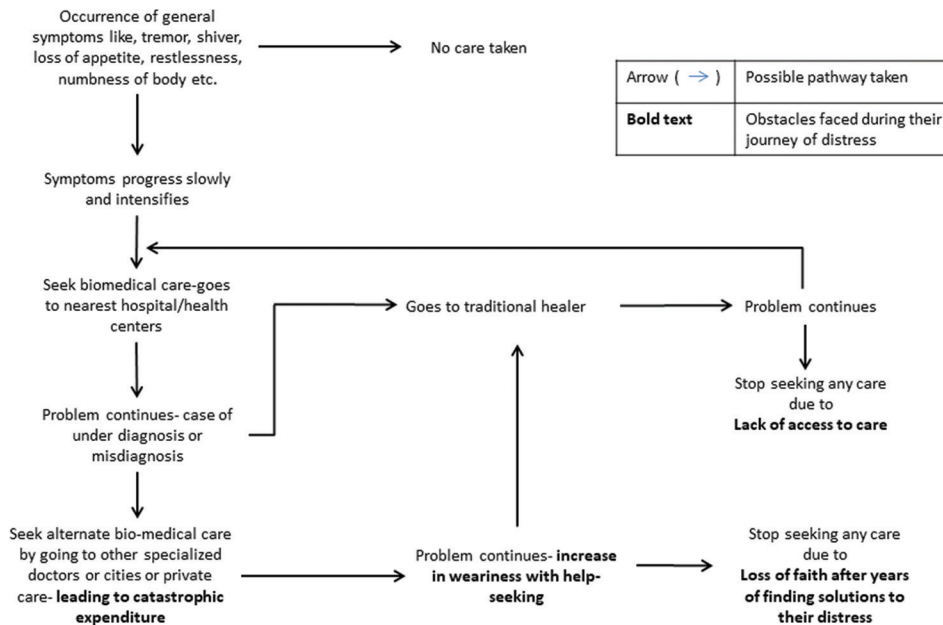 Occurrence of general
symptoms like, tremor, shiver,
loss of appetite, restlessness,
numbness of body etc.
No care taken
Arrow ( → )
Possible pathway taken
Bold text
Obstacles faced during their
journey of distress
Symptoms progress slowly
and intensifies
Seek biomedical care-goes
to nearest hospital/health
centers
Goes to traditional healer
Problem continues
Problem continues- case of
under diagnosis or
misdiagnosis
Stop seeking any care
due to
Lack of access to care
Seek alternate bio-medical care
by going to other specialized
doctors or cities or private
care- leading to catastrophic
expenditure
Problem continues- increase
in weariness with help-
seeking
Stop seeking any care
due to
Loss of faith after years
of finding solutions to
their distress